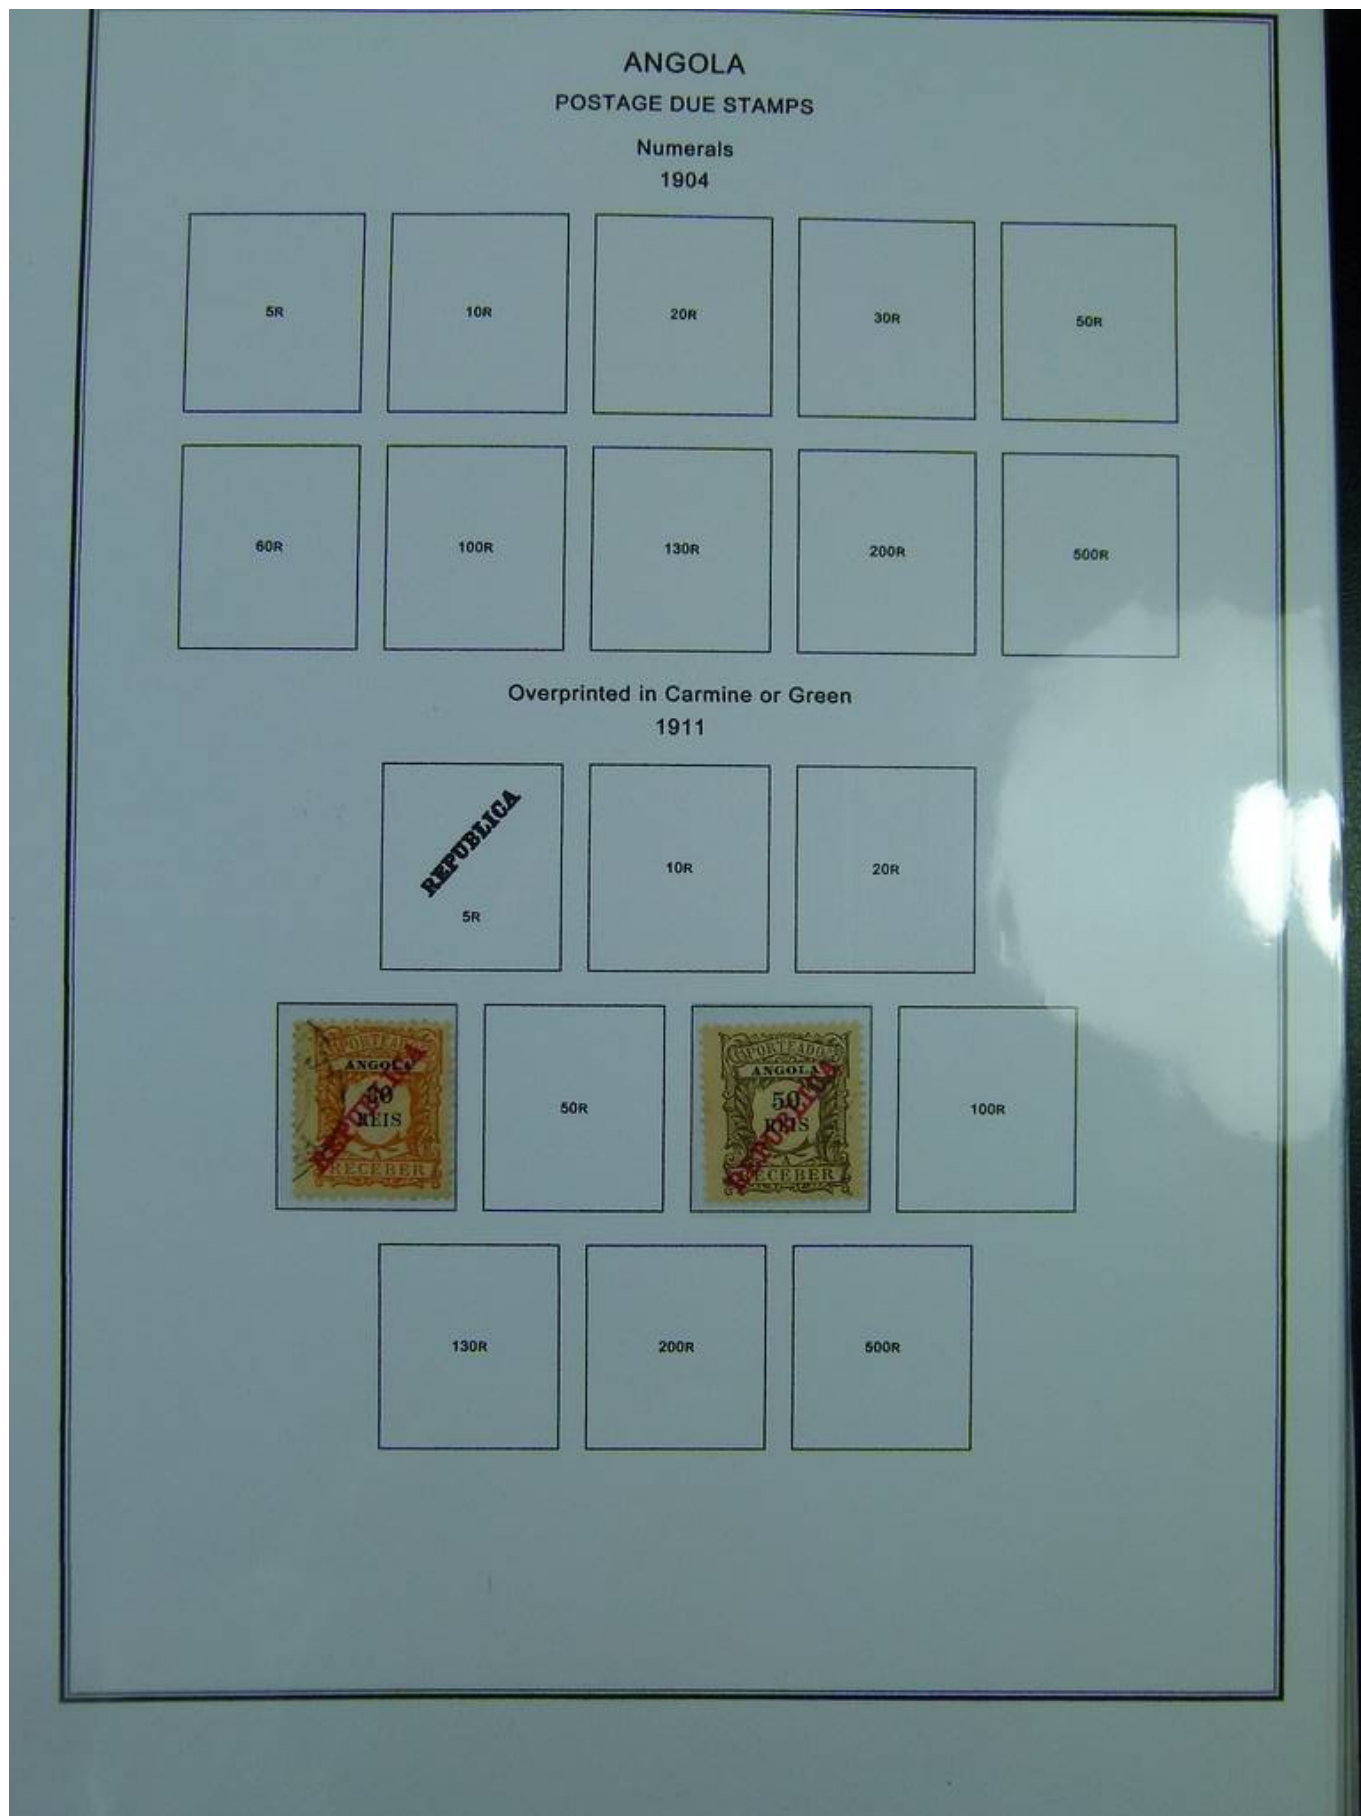 ANGOLA
POSTAGE DUE STAMPS
Numerals
1904
5R 10R 20R 30R 50R
60R 100R 130R 200R 500R
Overprinted in Carmine or Green
1911
REPUBLICA
5R 10R 20R
PORTEADO
ANGOLA
REIS
REPUBLICA
A
RECEBER
50R
PORTEADO
ANGOLA
50
REIS
REPUBLICA
A
RECEBER
100R
130R 200R 500R